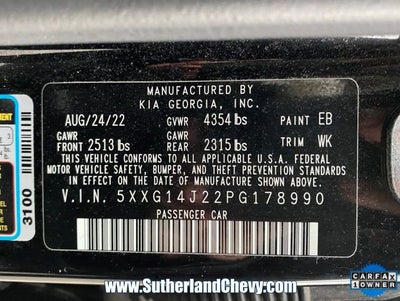 MANUFACTURED BY
KIA GEORGIA, INC.
AUG/24/22 GVWR 4354 lbs PAINT EB
GAWR FRONT 2513 lbs GAWR REAR 2315 lbs TRIM WK
THIS VEHICLE CONFORMS TO ALL APPLICABLE U.S.A. FEDERAL
MOTOR VEHICLE SAFETY, BUMPER, AND THEFT PREVENTION STANDARDS
IN EFFECT ON THE DATE OF MANUFACTURE SHOWN ABOVE.
V.I.N. 5XXG14J22PG178990
PASSENGER CAR
3100
www.SutherlandChevy.com
CARFAX
1 OWNER